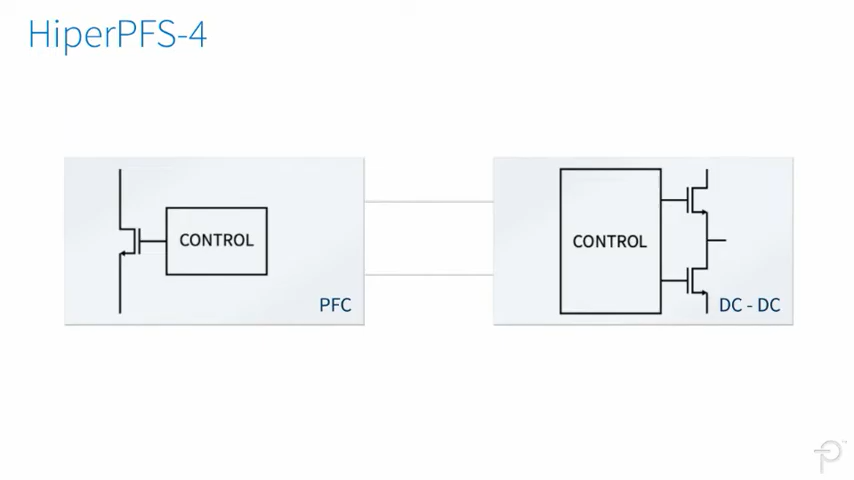 HiperPFS-4
CONTROL
PFC
CONTROL
DC - DC